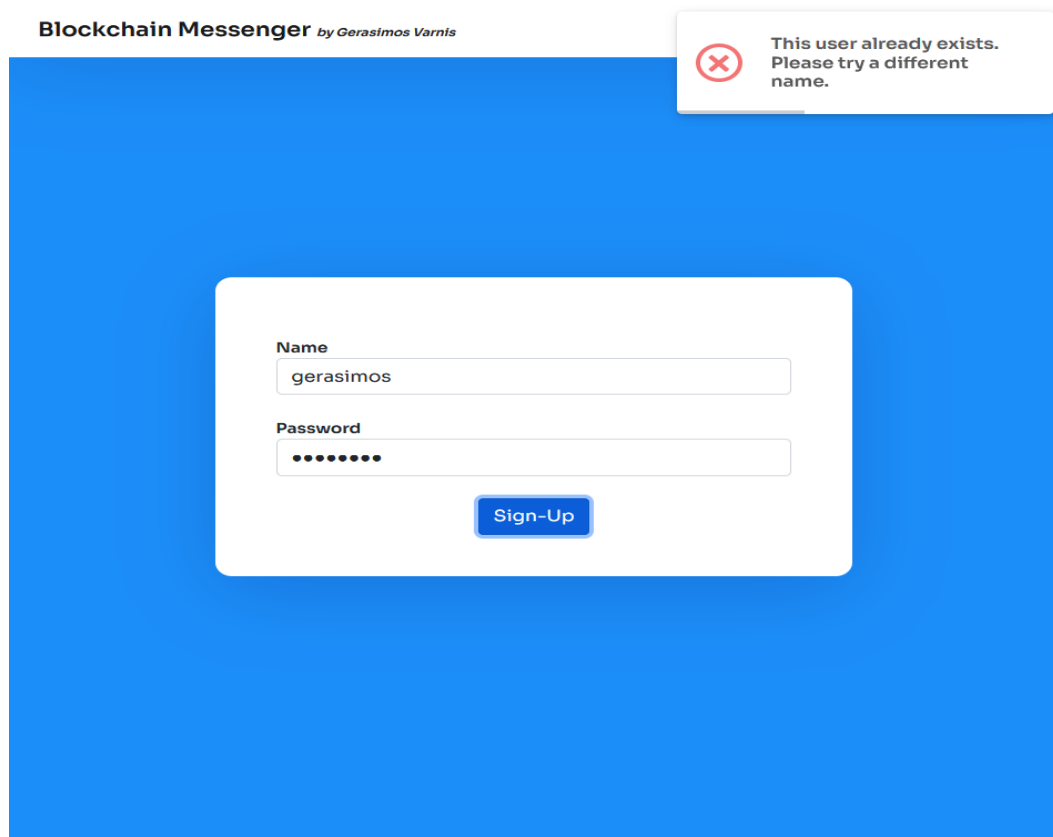 Blockchain Messenger by Gerasimos Varnis
This user already exists.
Please try a different
name.
Name
gerasimos
Password
••••••••
Sign-Up